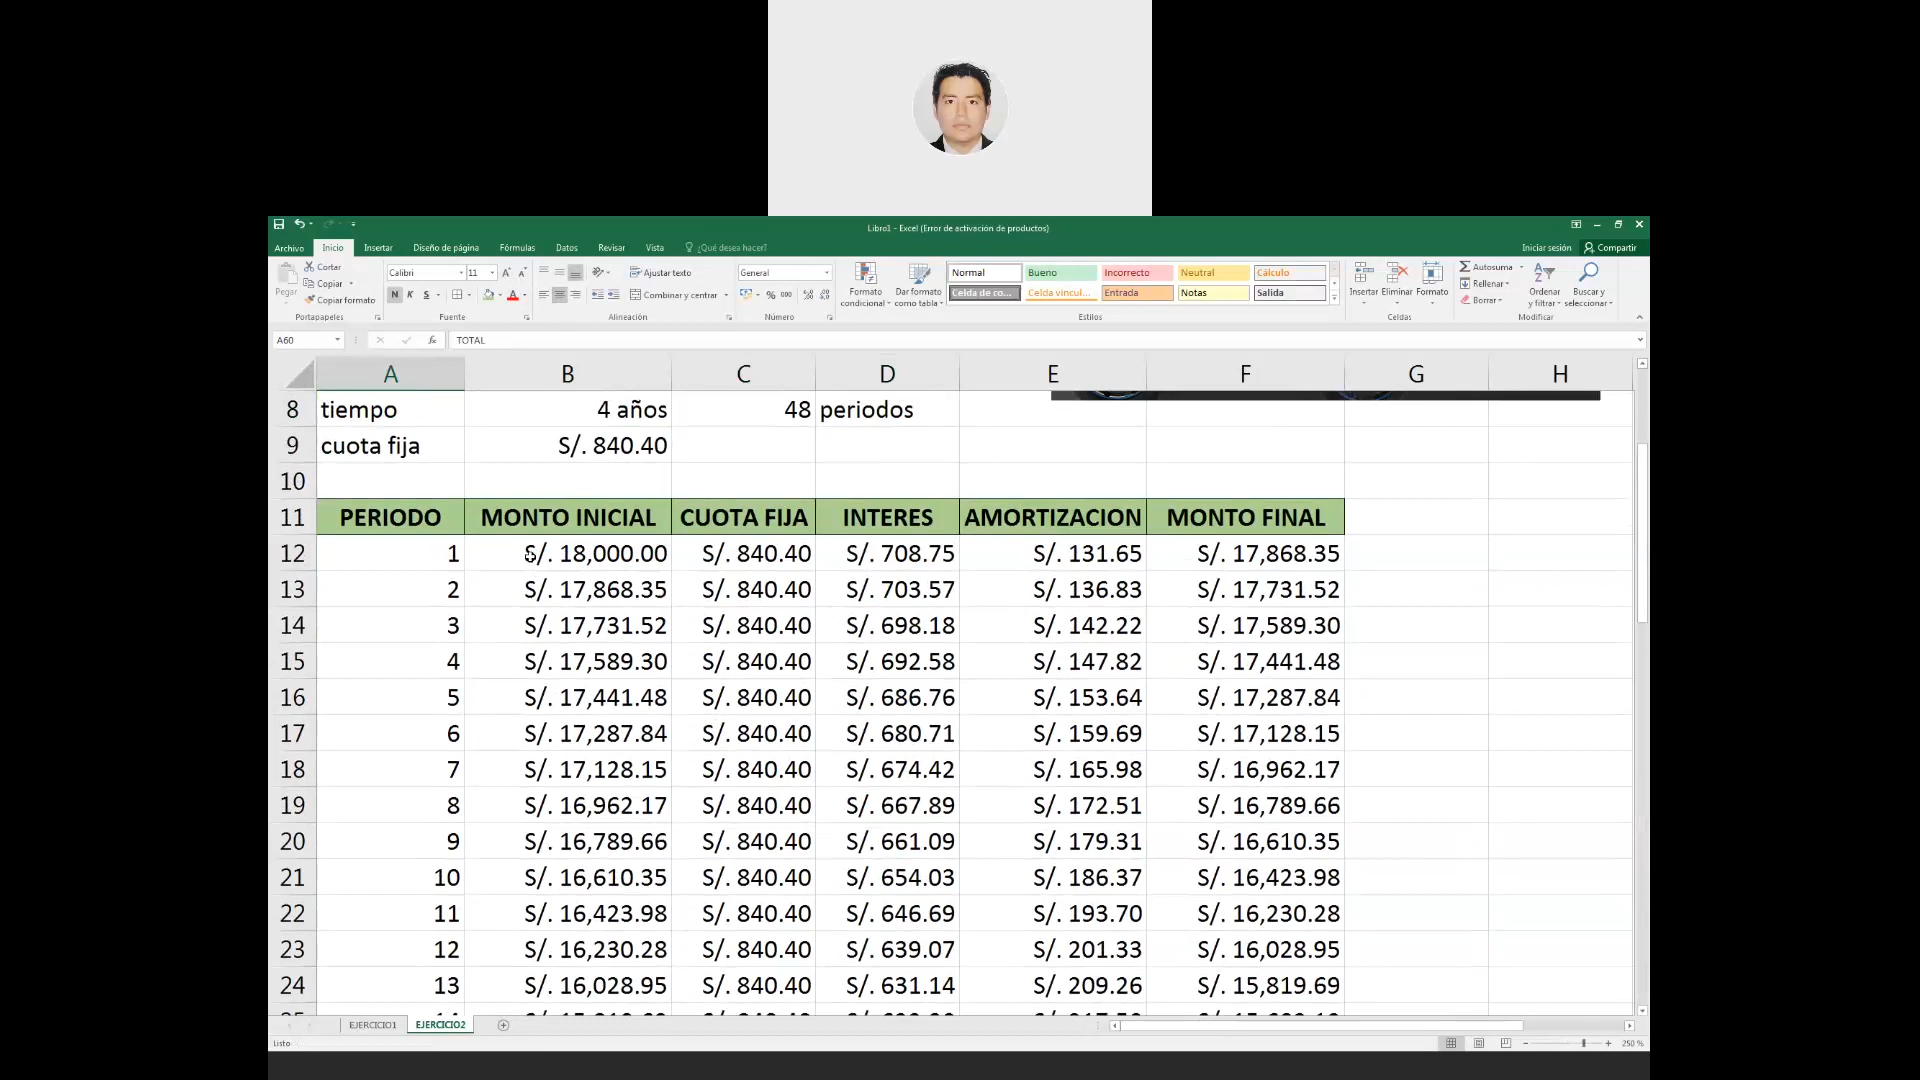 Libro1 - Excel (Error de activación de productos)
Archivo Inicio Insertar Diseño de página Fórmulas Datos Revisar Vista ¿Qué desea hacer? Iniciar sesión Compartir
Pegar Cortar Copiar Copiar formato
Calibri 11
N K S
Ajustar texto
Combinar y centrar
General
% 000
Formato condicional Dar formato como tabla
Normal Bueno Incorrecto Neutral Cálculo
Celda de co... Celda vincul... Entrada Notas Salida
Insertar Eliminar Formato
Autosuma Rellenar Borrar
Ordenar y filtrar Buscar y seleccionar
Portapapeles Fuente Alineación Número Estilos Celdas Modificar
A60 fx TOTAL
A B C D E F G H
8 tiempo 4 años 48 periodos
9 cuota fija S/. 840.40
10
11 PERIODO MONTO INICIAL CUOTA FIJA INTERES AMORTIZACION MONTO FINAL
12 1 S/. 18,000.00 S/. 840.40 S/. 708.75 S/. 131.65 S/. 17,868.35
13 2 S/. 17,868.35 S/. 840.40 S/. 703.57 S/. 136.83 S/. 17,731.52
14 3 S/. 17,731.52 S/. 840.40 S/. 698.18 S/. 142.22 S/. 17,589.30
15 4 S/. 17,589.30 S/. 840.40 S/. 692.58 S/. 147.82 S/. 17,441.48
16 5 S/. 17,441.48 S/. 840.40 S/. 686.76 S/. 153.64 S/. 17,287.84
17 6 S/. 17,287.84 S/. 840.40 S/. 680.71 S/. 159.69 S/. 17,128.15
18 7 S/. 17,128.15 S/. 840.40 S/. 674.42 S/. 165.98 S/. 16,962.17
19 8 S/. 16,962.17 S/. 840.40 S/. 667.89 S/. 172.51 S/. 16,789.66
20 9 S/. 16,789.66 S/. 840.40 S/. 661.09 S/. 179.31 S/. 16,610.35
21 10 S/. 16,610.35 S/. 840.40 S/. 654.03 S/. 186.37 S/. 16,423.98
22 11 S/. 16,423.98 S/. 840.40 S/. 646.69 S/. 193.70 S/. 16,230.28
23 12 S/. 16,230.28 S/. 840.40 S/. 639.07 S/. 201.33 S/. 16,028.95
24 13 S/. 16,028.95 S/. 840.40 S/. 631.14 S/. 209.26 S/. 15,819.69
EJERCICIO1 EJERCICIO2
Listo 250 %